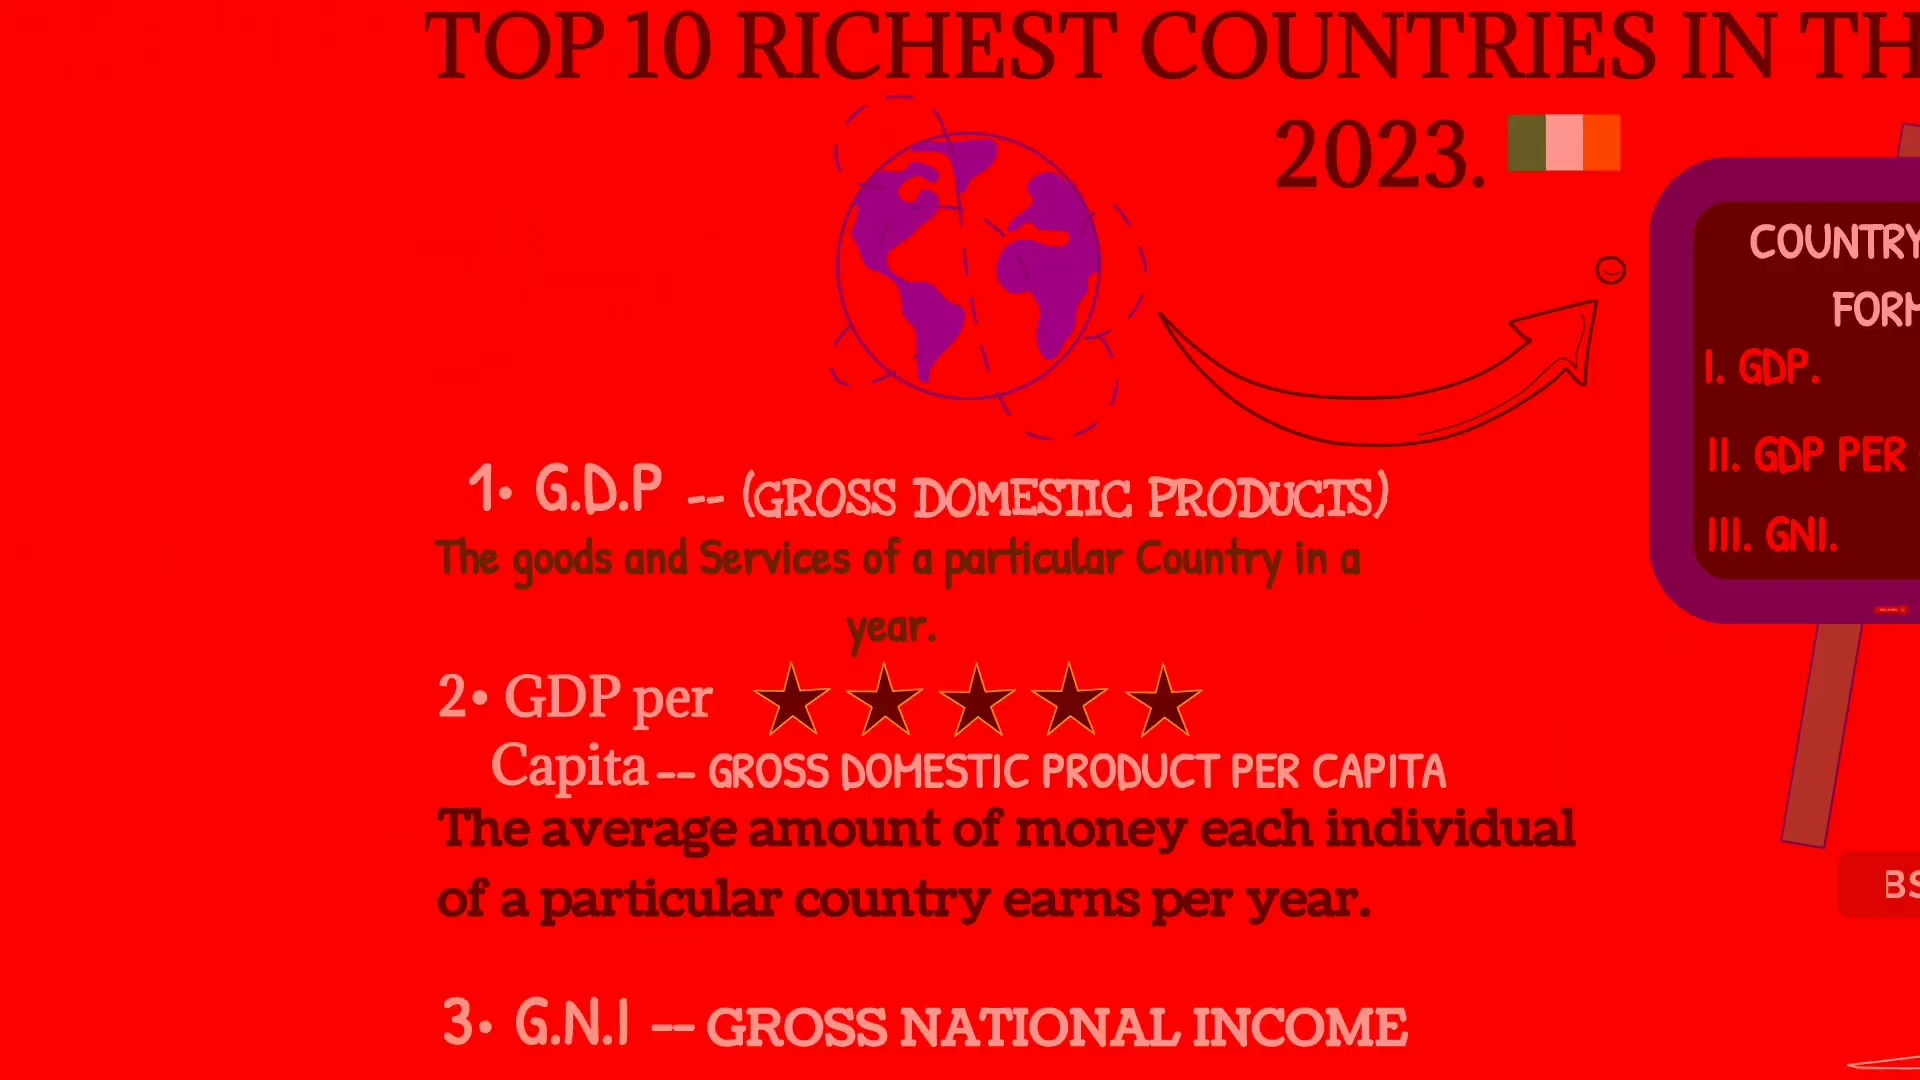 TOP 10 RICHEST COUNTRIES IN TH
2023.
COUNTRY
FORM
I. GDP.
II. GDP PER
III. GNI.
1• G.D.P -- (GROSS DOMESTIC PRODUCTS)
The goods and Services of a particular Country in a
year.
2• GDP per
Capita -- GROSS DOMESTIC PRODUCT PER CAPITA
The average amount of money each individual
of a particular country earns per year.
BS
3• G.N.I -- GROSS NATIONAL INCOME